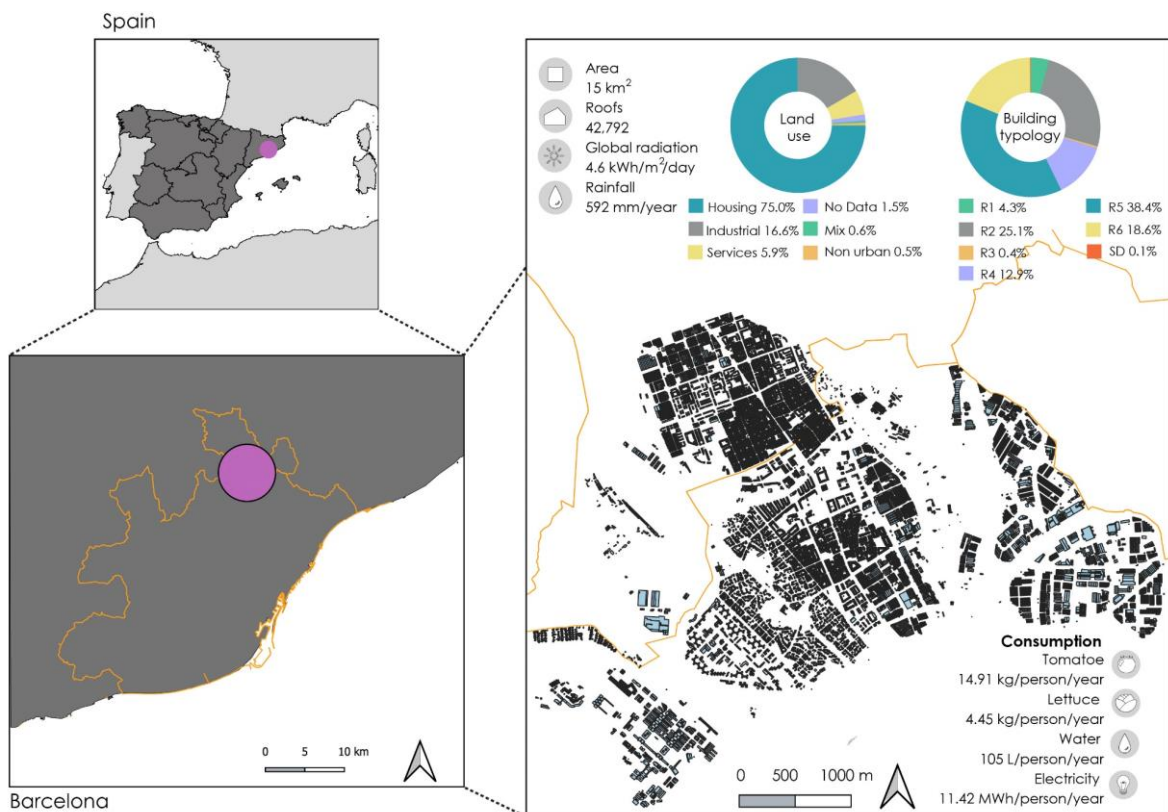 Spain
Area
15 km²
Roofs
42.792
Global radiation
4.6 kWh/m²/day
Rainfall
592 mm/year
Land
use
Housing 75.0%
No Data 1.5%
Industrial 16.6%
Mix 0.6%
Services 5.9%
Non urban 0.5%
Building
typology
R1 4.3%
R5 38.4%
R2 25.1%
R6 18.6%
R3 0.4%
SD 0.1%
R4 12.9%
Consumption
Tomatoe
14.91 kg/person/year
Lettuce
4.45 kg/person/year
Water
105 L/person/year
Electricity
11.42 MWh/person/year
0 500 1000 m
0 5 10 km
Barcelona